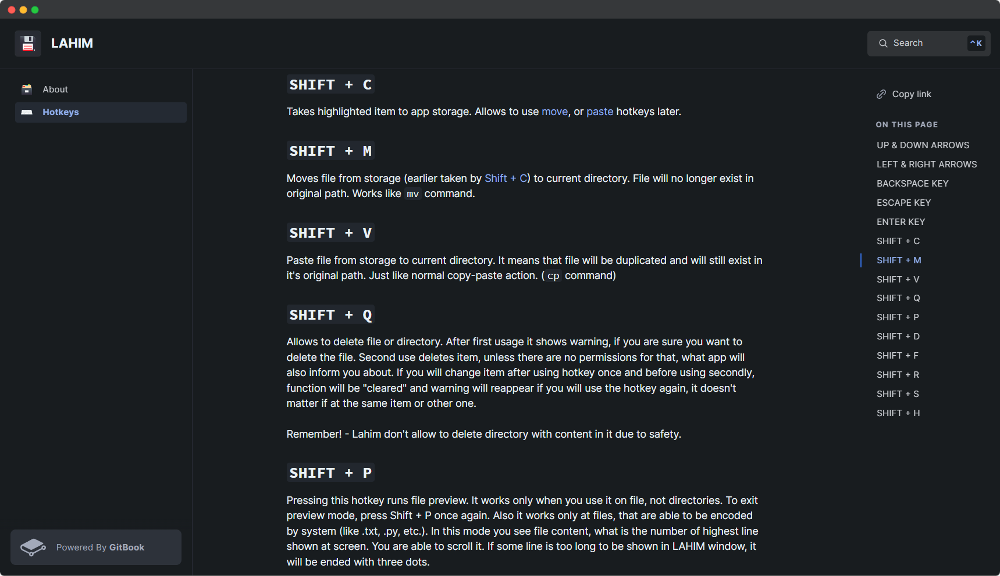 LAHIM
Search
^K
About
Hotkeys
SHIFT + C
Takes highlighted item to app storage. Allows to use move, or paste hotkeys later.
SHIFT + M
Moves file from storage (earlier taken by Shift + C) to current directory. File will no longer exist in
original path. Works like mv command.
SHIFT + V
Paste file from storage to current directory. It means that file will be duplicated and will still exist in
it's original path. Just like normal copy-paste action. ( cp command)
SHIFT + Q
Allows to delete file or directory. After first usage it shows warning, if you are sure you want to
delete the file. Second use deletes item, unless there are no permissions for that, what app will
also inform you about. If you will change item after using hotkey once and before using secondly,
function will be "cleared" and warning will reappear if you will use the hotkey again, it doesn't
matter if at the same item or other one.
Remember! - Lahim don't allow to delete directory with content in it due to safety.
SHIFT + P
Pressing this hotkey runs file preview. It works only when you use it on file, not directories. To exit
preview mode, press Shift + P once again. Also it works only at files, that are able to be encoded
by system (like .txt, .py, etc.). In this mode you see file content, what is the number of highest line
shown at screen. You are able to scroll it. If some line is too long to be shown in LAHIM window, it
will be ended with three dots.
Copy link
ON THIS PAGE
UP & DOWN ARROWS
LEFT & RIGHT ARROWS
BACKSPACE KEY
ESCAPE KEY
ENTER KEY
SHIFT + C
SHIFT + M
SHIFT + V
SHIFT + Q
SHIFT + P
SHIFT + D
SHIFT + F
SHIFT + R
SHIFT + S
SHIFT + H
Powered By GitBook